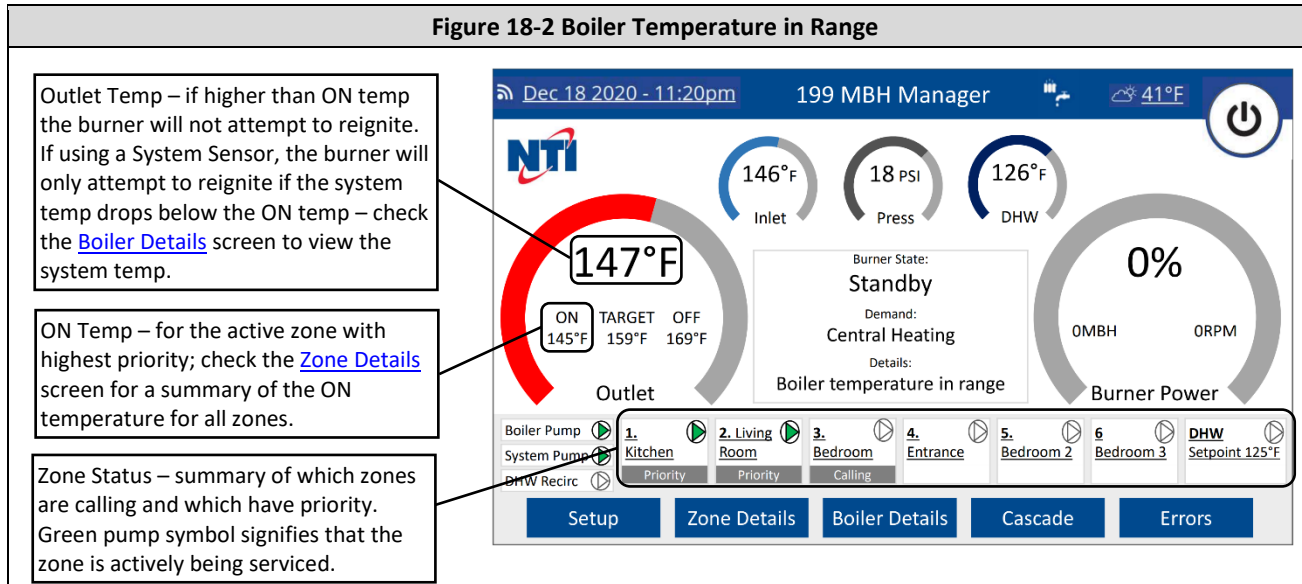 Figure 18-2 Boiler Temperature in Range
Outlet Temp – if higher than ON temp
the burner will not attempt to reignite.
If using a System Sensor, the burner will
only attempt to reignite if the system
temp drops below the ON temp – check
the Boiler Details screen to view the
system temp.
ON Temp – for the active zone with
highest priority; check the Zone Details
screen for a summary of the ON
temperature for all zones.
Zone Status – summary of which zones
are calling and which have priority.
Green pump symbol signifies that the
zone is actively being serviced.
Dec 18 2020 - 11:20pm 199 MBH Manager 41°F
NTI
146°F
Inlet
18 PSI
Press
126°F
DHW
147°F
ON TARGET OFF
145°F 159°F 169°F
Outlet
Burner State:
Standby
Demand:
Central Heating
Details:
Boiler temperature in range
0%
0MBH 0RPM
Burner Power
Boiler Pump
System Pump
DHW Recirc
1.
Kitchen
Priority
2. Living
Room
Priority
3.
Bedroom
Calling
4.
Entrance
5.
Bedroom 2
6
Bedroom 3
DHW
Setpoint 125°F
Setup Zone Details Boiler Details Cascade Errors